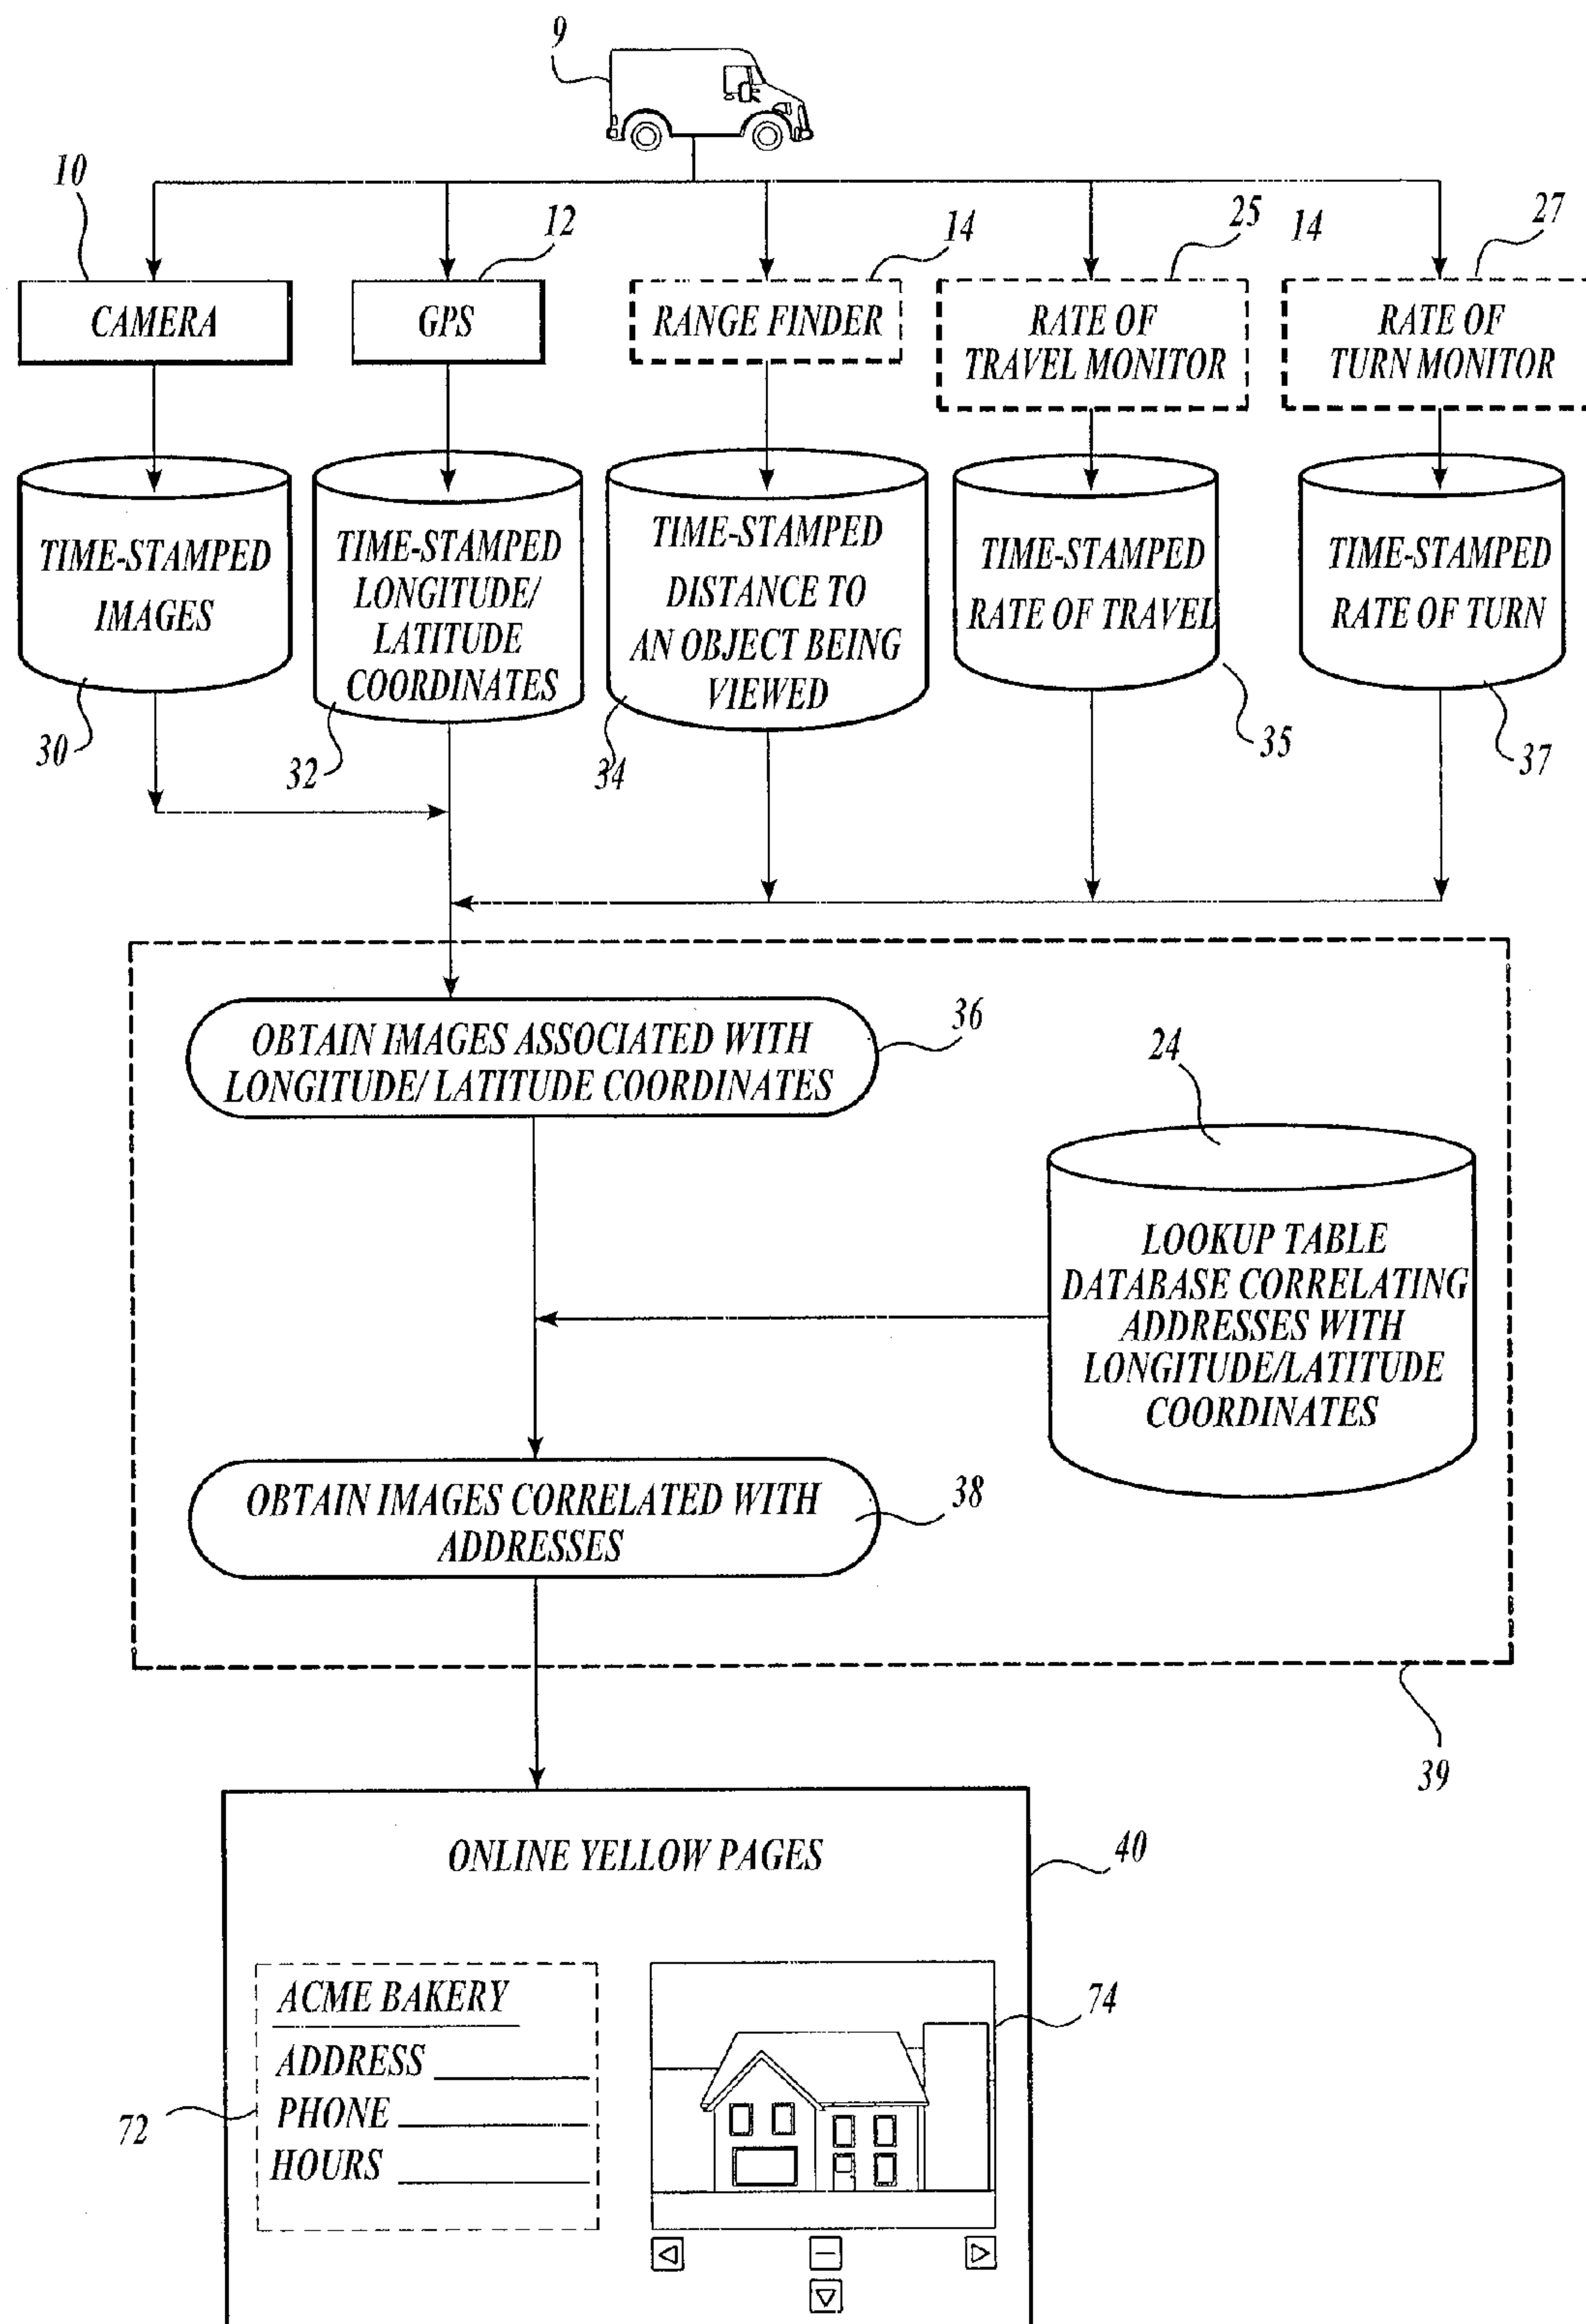 9
10
12
14
25
14
27
CAMERA
GPS
RANGE FINDER
RATE OF
TRAVEL MONITOR
RATE OF
TURN MONITOR
TIME-STAMPED
IMAGES
TIME-STAMPED
LONGITUDE/
LATITUDE
COORDINATES
TIME-STAMPED
DISTANCE TO
AN OBJECT BEING
VIEWED
TIME-STAMPED
RATE OF TRAVEL
TIME-STAMPED
RATE OF TURN
30
32
34
35
37
OBTAIN IMAGES ASSOCIATED WITH
LONGITUDE/ LATITUDE COORDINATES
36
24
LOOKUP TABLE
DATABASE CORRELATING
ADDRESSES WITH
LONGITUDE/LATITUDE
COORDINATES
OBTAIN IMAGES CORRELATED WITH
ADDRESSES
38
39
ONLINE YELLOW PAGES
40
ACME BAKERY
ADDRESS
PHONE
HOURS
72
74